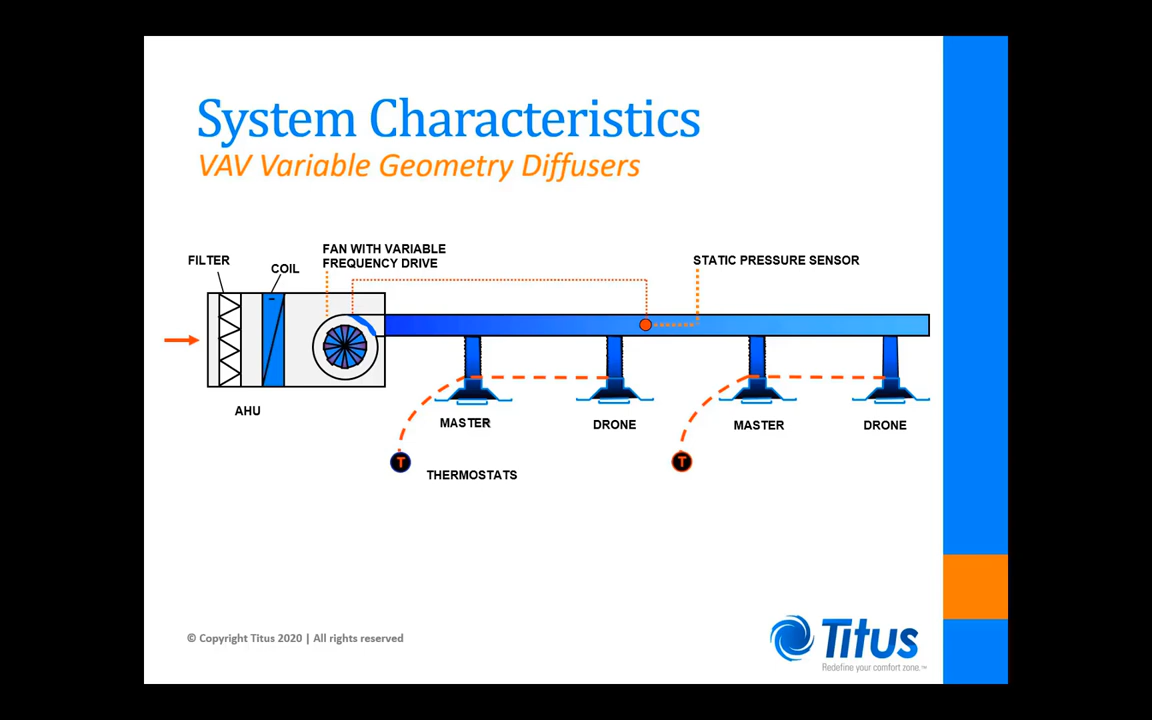 System Characteristics
VAV Variable Geometry Diffusers
FILTER
COIL
FAN WITH VARIABLE
FREQUENCY DRIVE
STATIC PRESSURE SENSOR
AHU
MASTER
DRONE
MASTER
DRONE
T
T
THERMOSTATS
© Copyright Titus 2020 | All rights reserved
Titus
Redefine your comfort zone.™